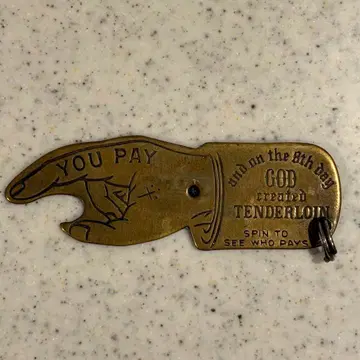 YOU PAY
and on the 8th day
GOD
created
TENDERLOIN
SPIN TO
SEE WHO PAYS